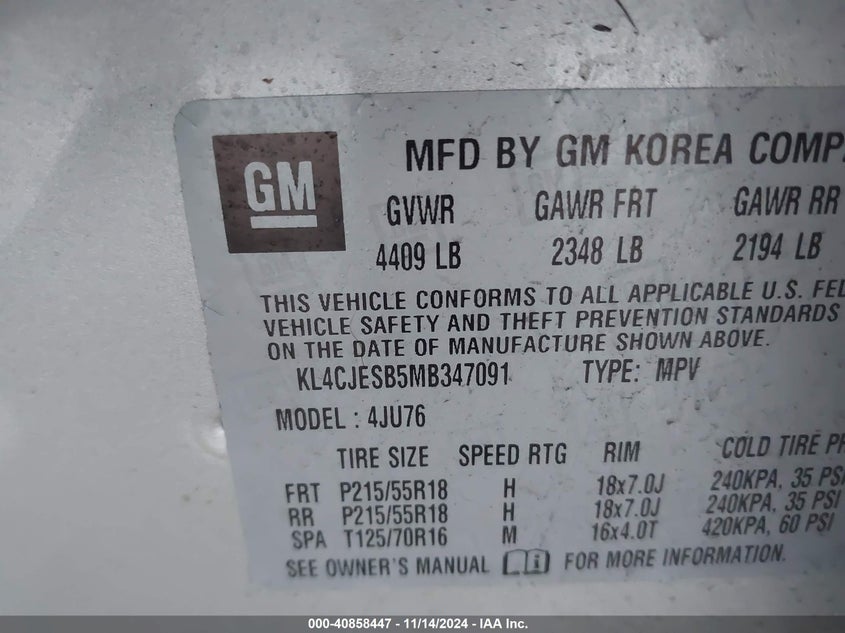 GM
MFD BY GM KOREA COMP
GVWR GAWR FRT GAWR RR
4409 LB 2348 LB 2194 LB
THIS VEHICLE CONFORMS TO ALL APPLICABLE U.S. FED
VEHICLE SAFETY AND THEFT PREVENTION STANDARDS
ON THE DATE OF MANUFACTURE SHOWN ABOVE.
KL4CJESB5MB347091 TYPE: MPV
MODEL : 4JU76
TIRE SIZE SPEED RTG RIM COLD TIRE PR
FRT P215/55R18 H 18x7.0J 240KPA, 35 PSI
RR P215/55R18 H 18x7.0J 240KPA, 35 PSI
SPA T125/70R16 M 16x4.0T 420KPA, 60 PSI
SEE OWNER'S MANUAL FOR MORE INFORMATION.
000-40858447 - 11/14/2024 - IAA Inc.